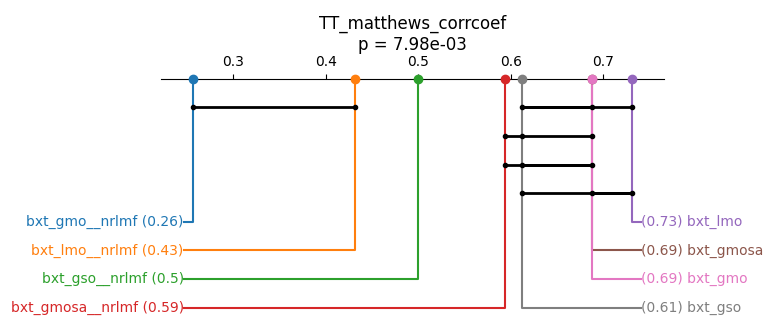 TT_matthews_corrcoef
p = 7.98e-03
0.3 0.4 0.5 0.6 0.7
bxt_gmo__nrlmf (0.26) (0.73) bxt_lmo
bxt_lmo__nrlmf (0.43) (0.69) bxt_gmosa
bxt_gso__nrlmf (0.5) (0.69) bxt_gmo
bxt_gmosa__nrlmf (0.59) (0.61) bxt_gso